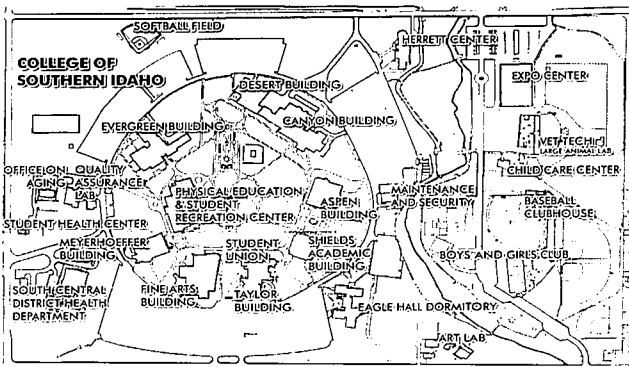 SOFTBALL FIELD
HERRETT CENTER
COLLEGE OF
SOUTHERN IDAHO
EXPO CENTER
DESERT BUILDING
CANYON BUILDING
EVERGREEN BUILDING
VET TECH
LARGE ANIMAL LAB
OFFICE ON
AGING
QUALITY
ASSURANCE
LAB
CHILD CARE CENTER
PHYSICAL EDUCATION
& STUDENT
RECREATION CENTER
ASPEN
BUILDING
MAINTENANCE
AND SECURITY
BASEBALL
CLUBHOUSE
STUDENT HEALTH CENTER
MEYERHOEFFER
BUILDING
STUDENT
UNION
SHIELDS
ACADEMIC
BUILDING
BOYS AND GIRLS CLUB
SOUTH CENTRAL
DISTRICT HEALTH
DEPARTMENT
FINE ARTS
BUILDING
TAYLOR
BUILDING
EAGLE HALL DORMITORY
ART LAB